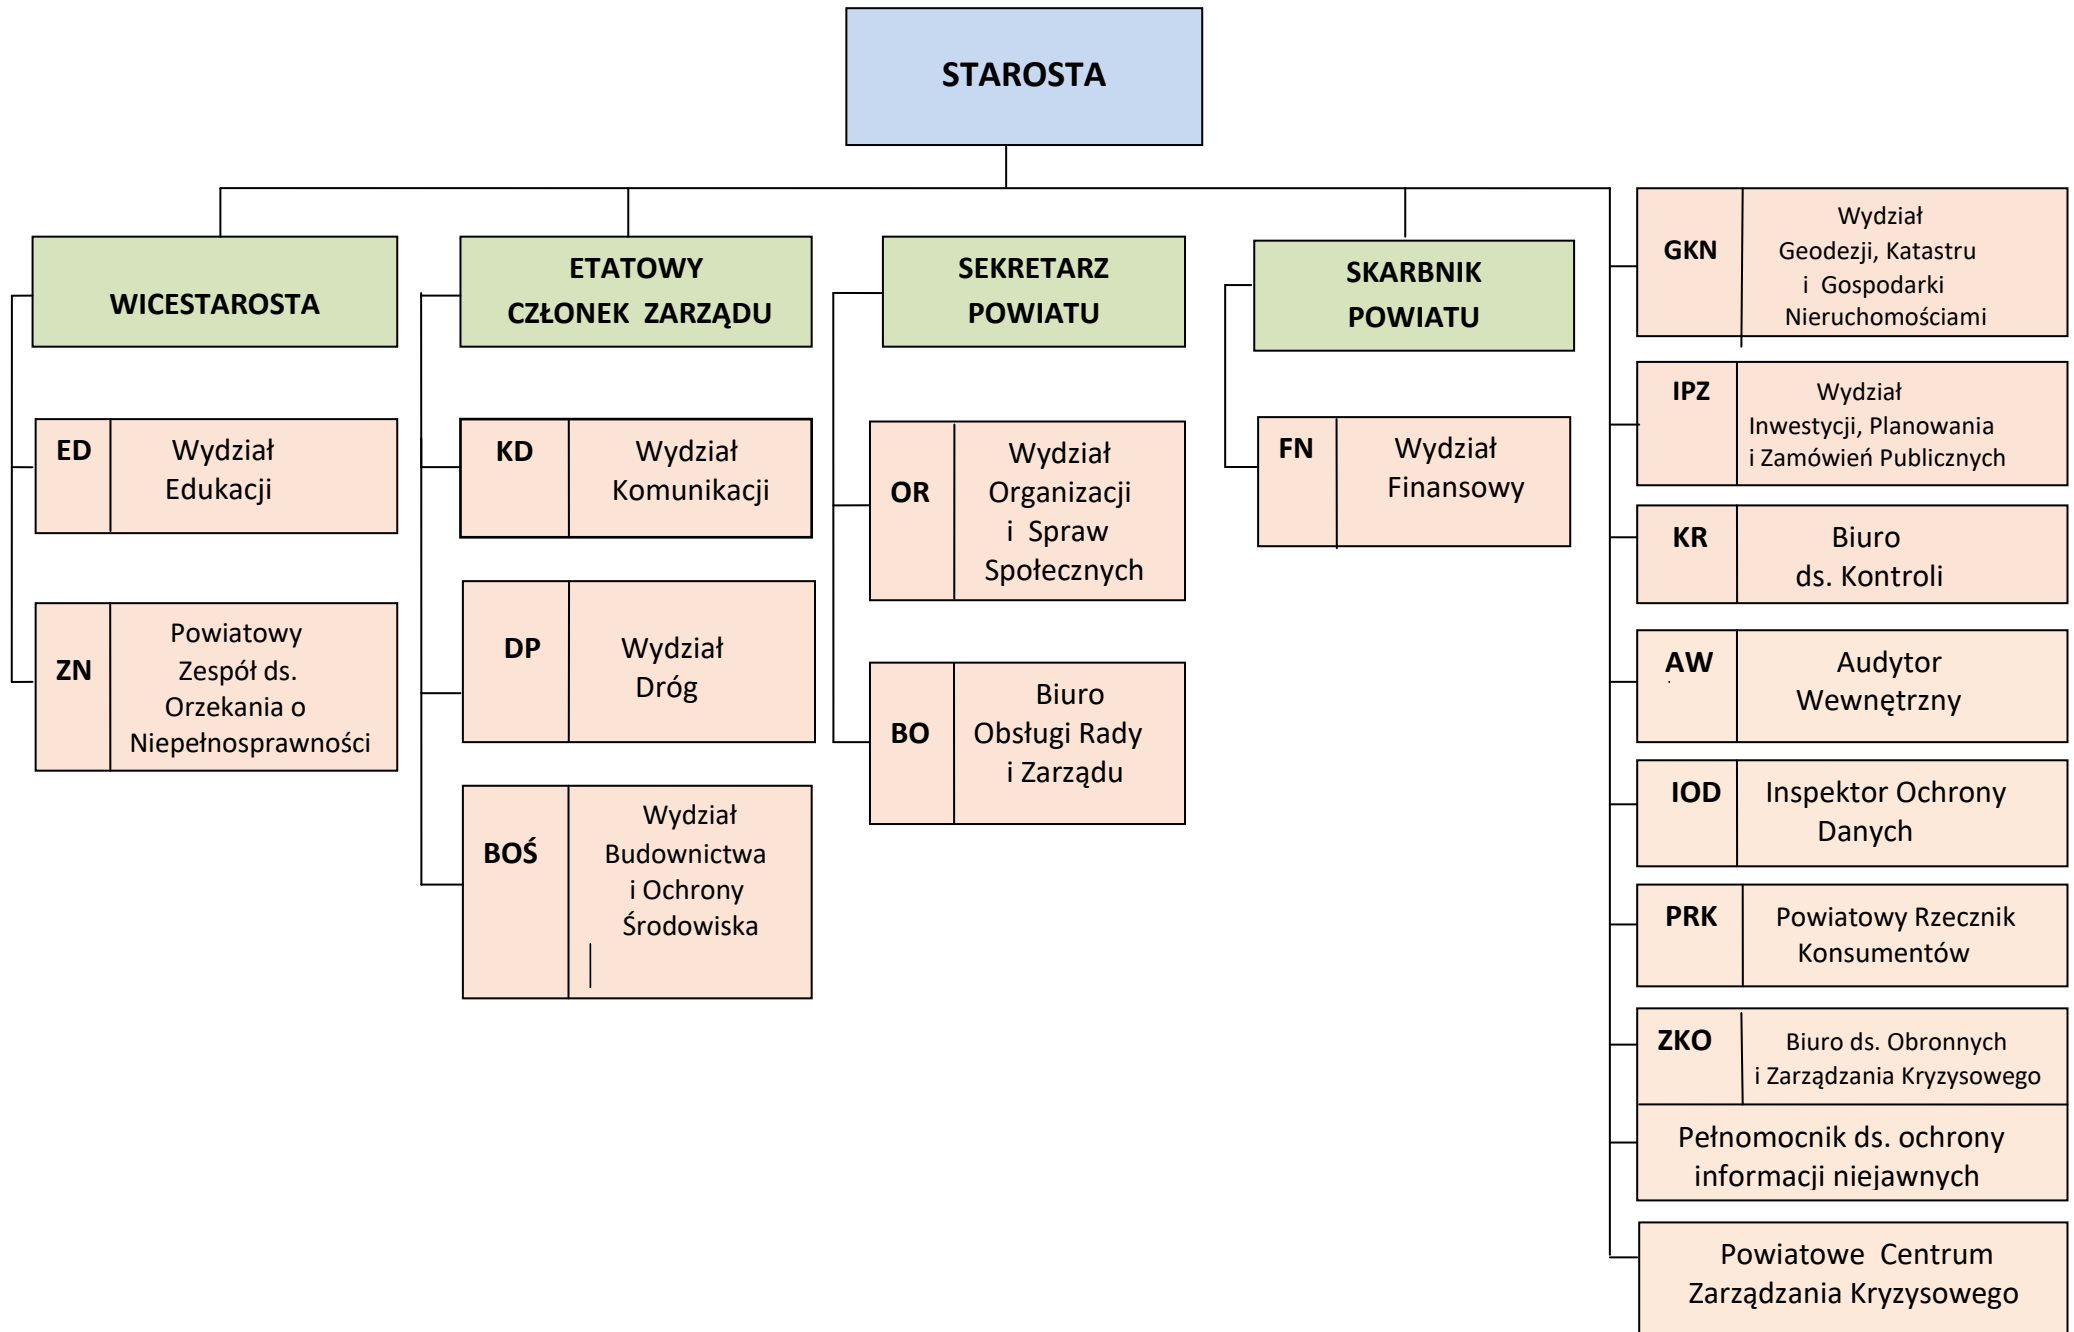 STAROSTA
WICESTAROSTA
ED
Wydział
Edukacji
ZN
Powiatowy
Zespół ds.
Orzekania o
Niepełnosprawności
ETATOWY
CZŁONEK ZARZĄDU
KD
Wydział
Komunikacji
DP
Wydział
Dróg
BOŚ
Wydział
Budownictwa
i Ochrony
Środowiska
SEKRETARZ
POWIATU
OR
Wydział
Organizacji
i Spraw
Społecznych
BO
Biuro
Obsługi Rady
i Zarządu
SKARBNIK
POWIATU
FN
Wydział
Finansowy
GKN
Wydział
Geodezji, Katastru
i Gospodarki
Nieruchomościami
IPZ
Wydział
Inwestycji, Planowania
i Zamówień Publicznych
KR
Biuro
ds. Kontroli
AW
Audytor
Wewnętrzny
IOD
Inspektor Ochrony
Danych
PRK
Powiatowy Rzecznik
Konsumentów
ZKO
Biuro ds. Obronnych
i Zarządzania Kryzysowego
Pełnomocnik ds. ochrony
informacji niejawnych
Powiatowe Centrum
Zarządzania Kryzysowego